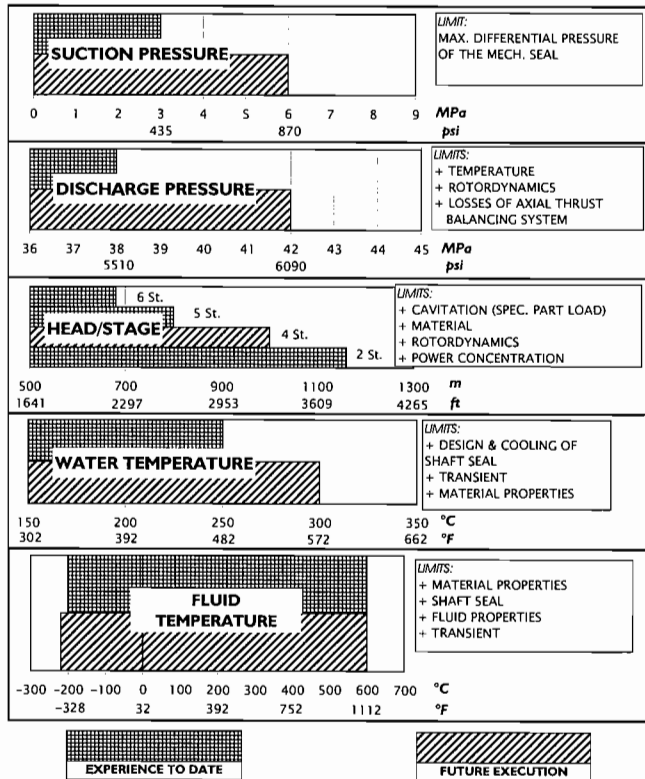 LIMIT:
MAX. DIFFERENTIAL PRESSURE
OF THE MECH. SEAL
SUCTION PRESSURE
0 1 2 3 4 5 6 7 8 9 MPa
435 870 psi
LIMITS:
+ TEMPERATURE
+ ROTORDYNAMICS
+ LOSSES OF AXIAL THRUST
BALANCING SYSTEM
DISCHARGE PRESSURE
36 37 38 39 40 41 42 43 44 45 MPa
5510 6090 psi
6 St.
5 St.
HEAD/STAGE
4 St.
2 St.
LIMITS:
+ CAVITATION (SPEC. PART LOAD)
+ MATERIAL
+ ROTORDYNAMICS
+ POWER CONCENTRATION
500 700 900 1100 1300 m
1641 2297 2953 3609 4265 ft
WATER TEMPERATURE
LIMITS:
+ DESIGN & COOLING OF
SHAFT SEAL
+ TRANSIENT
+ MATERIAL PROPERTIES
150 200 250 300 350 °C
302 392 482 572 662 °F
FLUID
TEMPERATURE
LIMITS:
+ MATERIAL PROPERTIES
+ SHAFT SEAL
+ FLUID PROPERTIES
+ TRANSIENT
-300 -200 -100 0 100 200 300 400 500 600 700 °C
-328 32 392 752 1112 °F
EXPERIENCE TO DATE
FUTURE EXECUTION